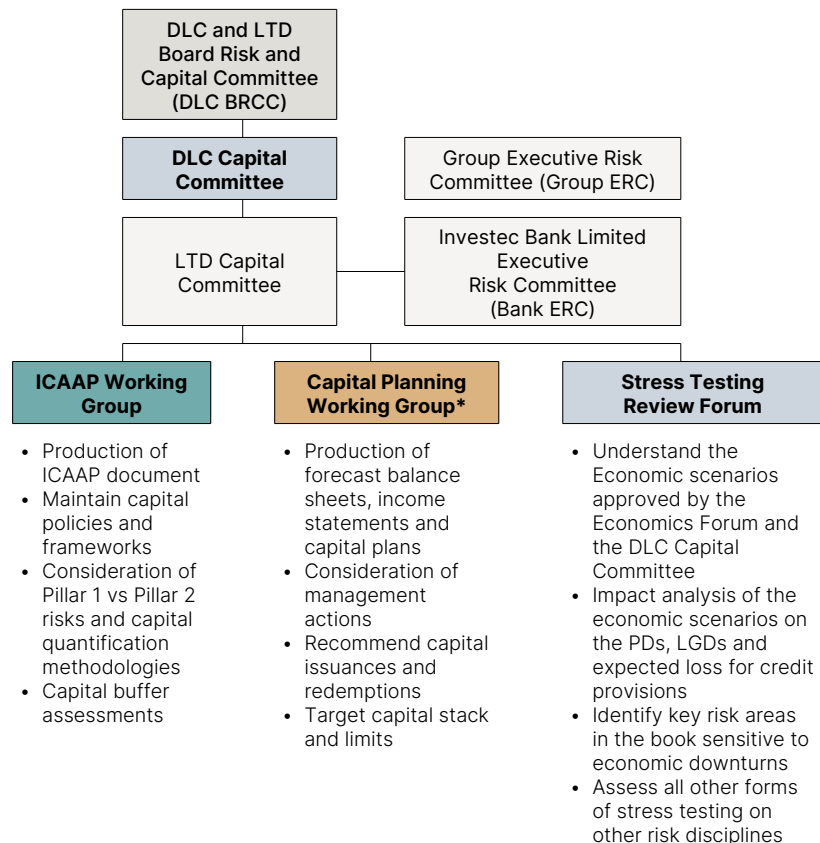 DLC and LTD
Board Risk and
Capital Committee
(DLC BRCC)
DLC Capital
Committee
Group Executive Risk
Committee (Group ERC)
LTD Capital
Committee
Investec Bank Limited
Executive
Risk Committee
(Bank ERC)
ICAAP Working
Group
• Production of
ICAAP document
• Maintain capital
policies and
frameworks
• Consideration of
Pillar 1 vs Pillar 2
risks and capital
quantification
methodologies
• Capital buffer
assessments
Capital Planning
Working Group*
• Production of
forecast balance
sheets, income
statements and
capital plans
• Consideration of
management
actions
• Recommend capital
issuances and
redemptions
• Target capital stack
and limits
Stress Testing
Review Forum
• Understand the
Economic scenarios
approved by the
Economics Forum and
the DLC Capital
Committee
• Impact analysis of the
economic scenarios on
the PDs, LGDs and
expected loss for credit
provisions
• Identify key risk areas
in the book sensitive to
economic downturns
• Assess all other forms
of stress testing on
other risk disciplines